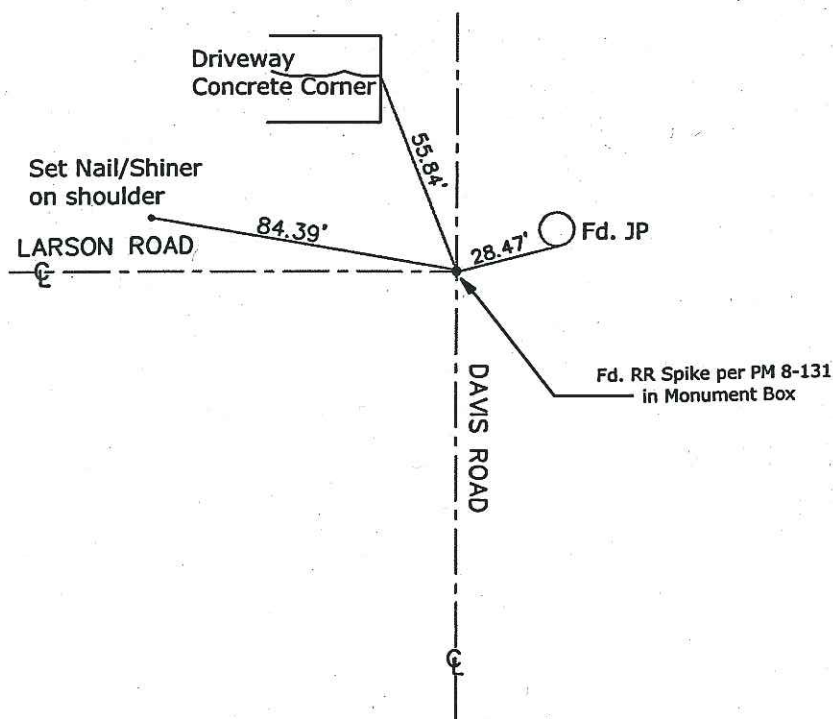 Driveway
Concrete Corner
55.84'
Set Nail/Shiner
on shoulder
84.39'
28.47'
Fd. JP
LARSON ROAD
℄
Fd. RR Spike per PM 8-131
in Monument Box
DAVIS ROAD
℄